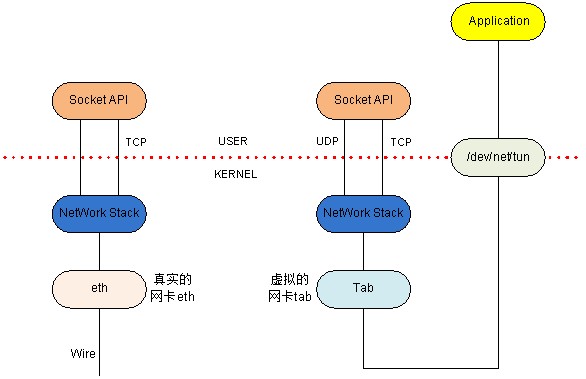 Application
Socket API
Socket API
TCP
USER
UDP
TCP
/dev/net/tun
KERNEL
NetWork Stack
NetWork Stack
eth
真实的
网卡eth
虚拟的
网卡tab
Tab
Wire